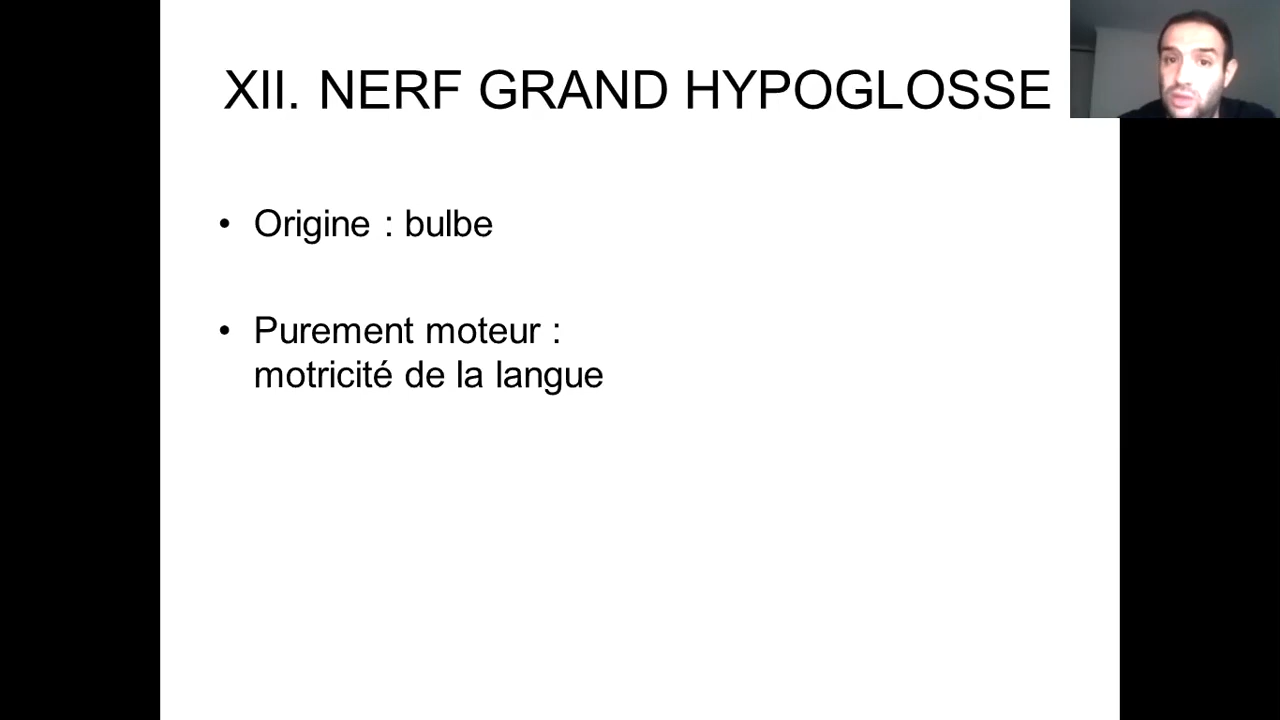 XII. NERF GRAND HYPOGLOSSE
• Origine : bulbe
• Purement moteur :
motricité de la langue